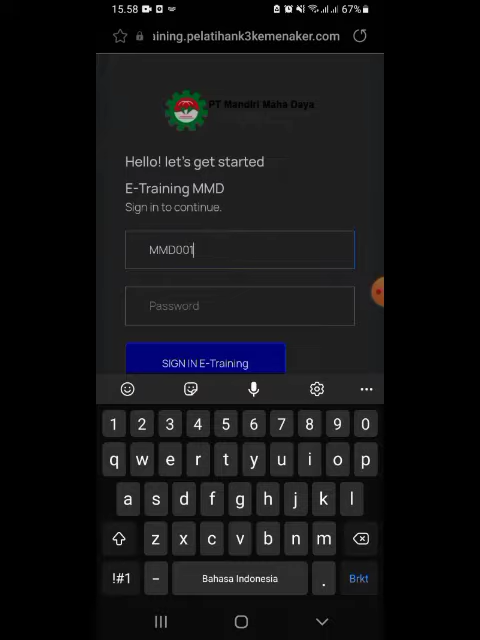 15.58
67%
ining.pelatihank3kemenaker.com
PT Mandiri Maha Daya
Hello! let's get started
E-Training MMD
Sign in to continue.
MMD001
Password
SIGN IN E-Training
1 2 3 4 5 6 7 8 9 0
q w e r t y u i o p
a s d f g h j k l
z x c v b n m
!#1 - Bahasa Indonesia . Brkt